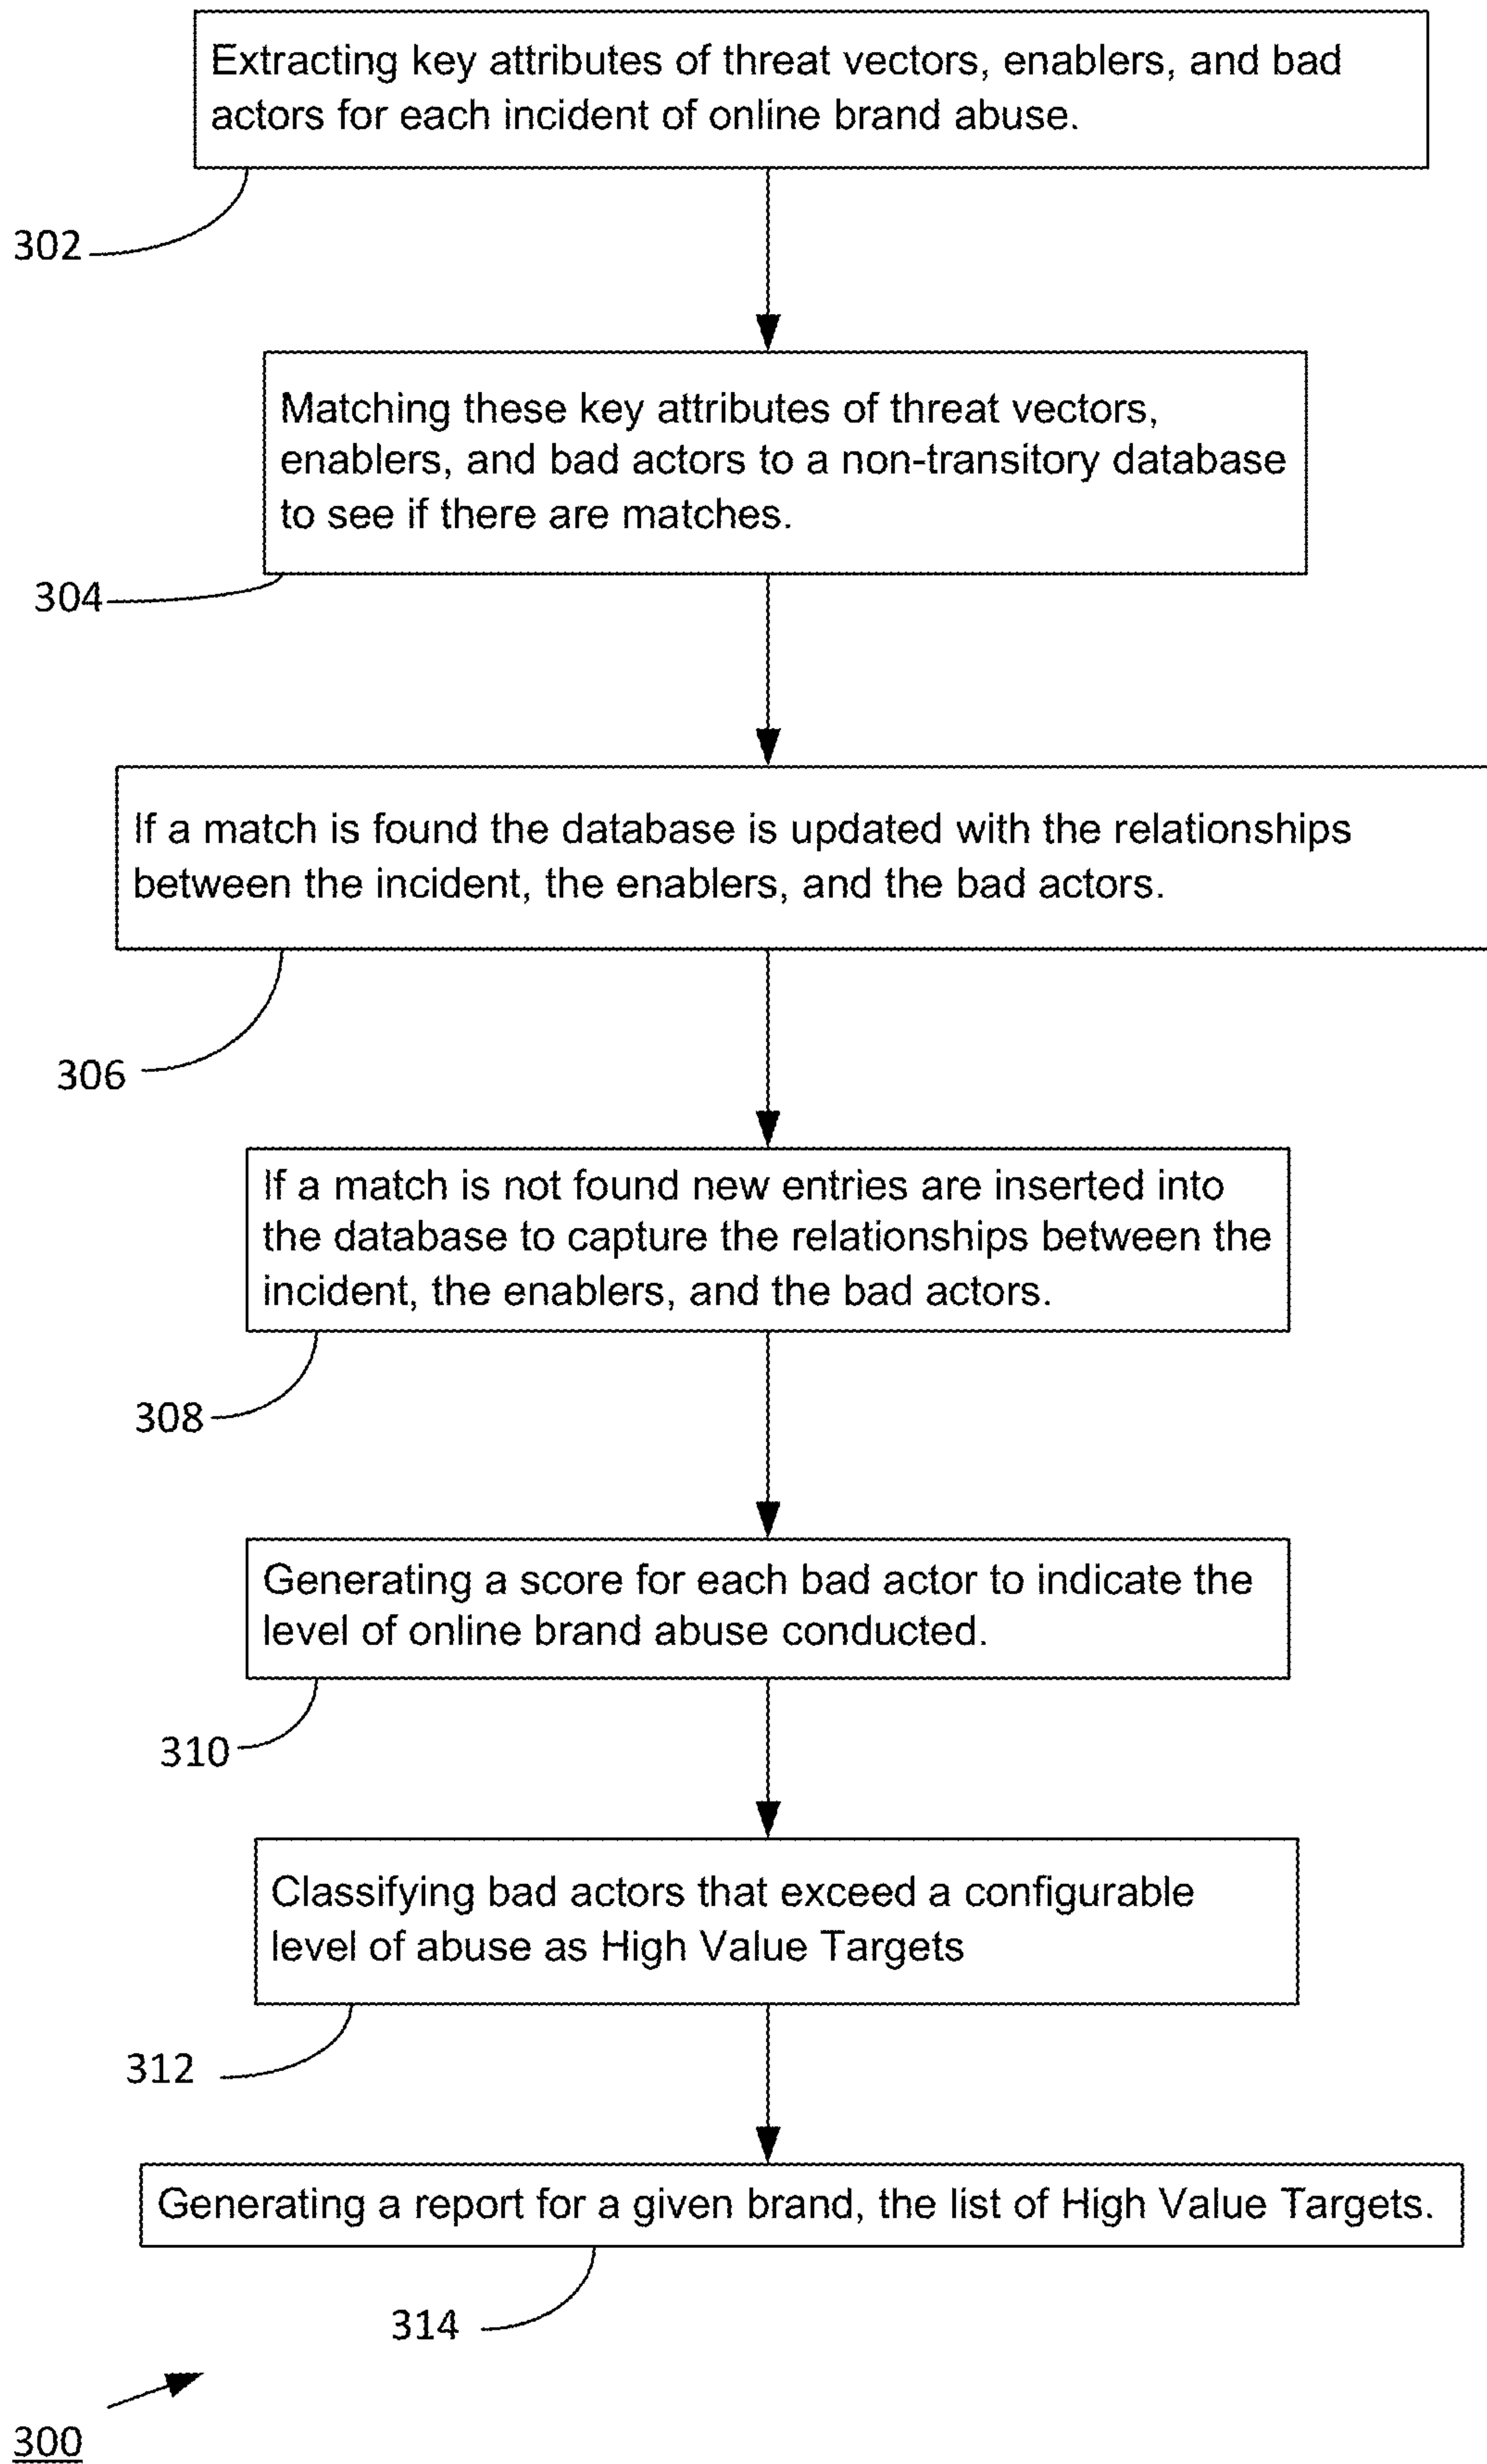 Extracting key attributes of threat vectors, enablers, and bad
actors for each incident of online brand abuse.
302
Matching these key attributes of threat vectors,
enablers, and bad actors to a non-transitory database
to see if there are matches.
304
If a match is found the database is updated with the relationships
between the incident, the enablers, and the bad actors.
306
If a match is not found new entries are inserted into
the database to capture the relationships between the
incident, the enablers, and the bad actors.
308
Generating a score for each bad actor to indicate the
level of online brand abuse conducted.
310
Classifying bad actors that exceed a configurable
level of abuse as High Value Targets
312
Generating a report for a given brand, the list of High Value Targets.
314
300